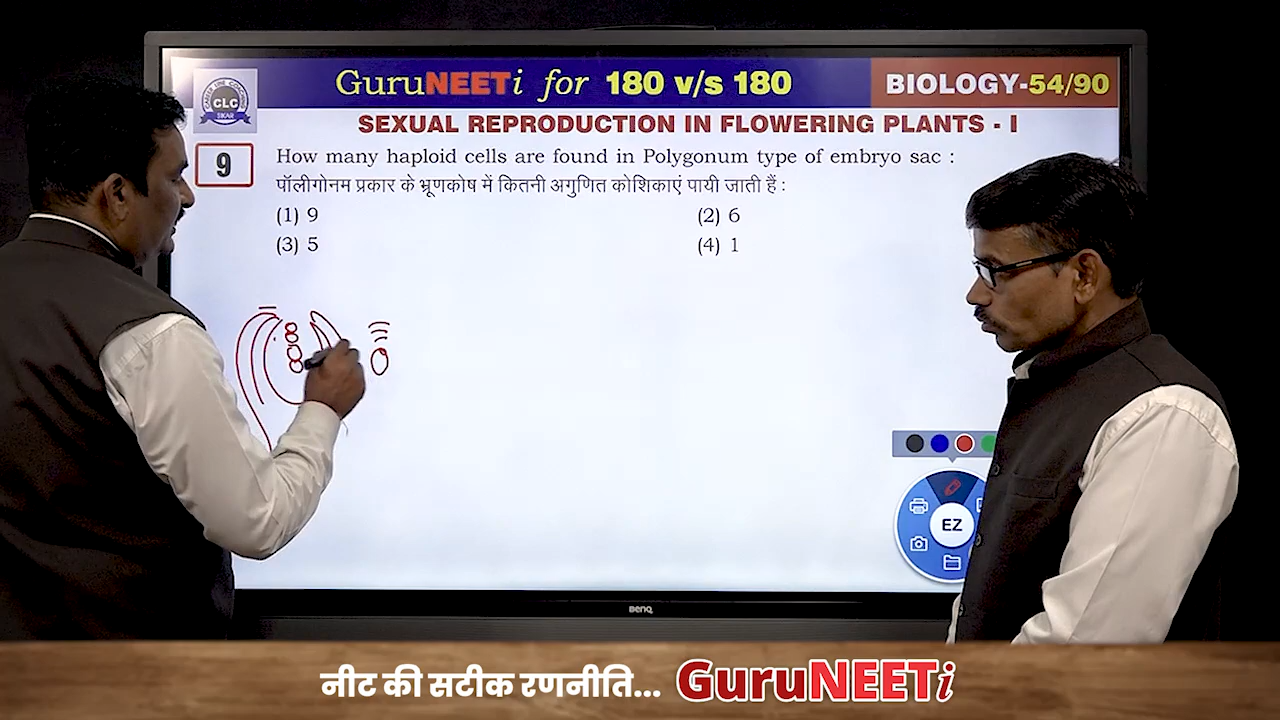 GuruNEETi for 180 v/s 180
BIOLOGY-54/90
CLC
SIKAR
SEXUAL REPRODUCTION IN FLOWERING PLANTS - I
9
How many haploid cells are found in Polygonum type of embryo sac :
पॉलीगोनम प्रकार के भ्रूणकोष में कितनी अगुणित कोशिकाएं पायी जाती हैं :
(1) 9
(2) 6
(3) 5
(4) 1
EZ
BenQ
नीट की सटीक रणनीति... GuruNEETi